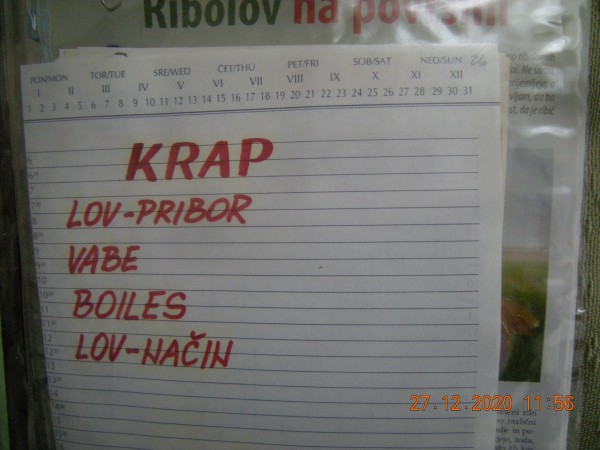 Ribolov na površini
26
PON/MON TOR/TUE SRE/WED ČET/THU PET/FRI SOB/SAT NED/SUN
I II III IV V VI VII VIII IX X XI XII
1 2 3 4 5 6 7 8 9 10 11 12 13 14 15 16 17 18 19 20 21 22 23 24 25 26 27 28 29 30 31
KRAP
LOV-PRIBOR
VABE
BOILES
LOV-NAČIN
27.12.2020 11:56